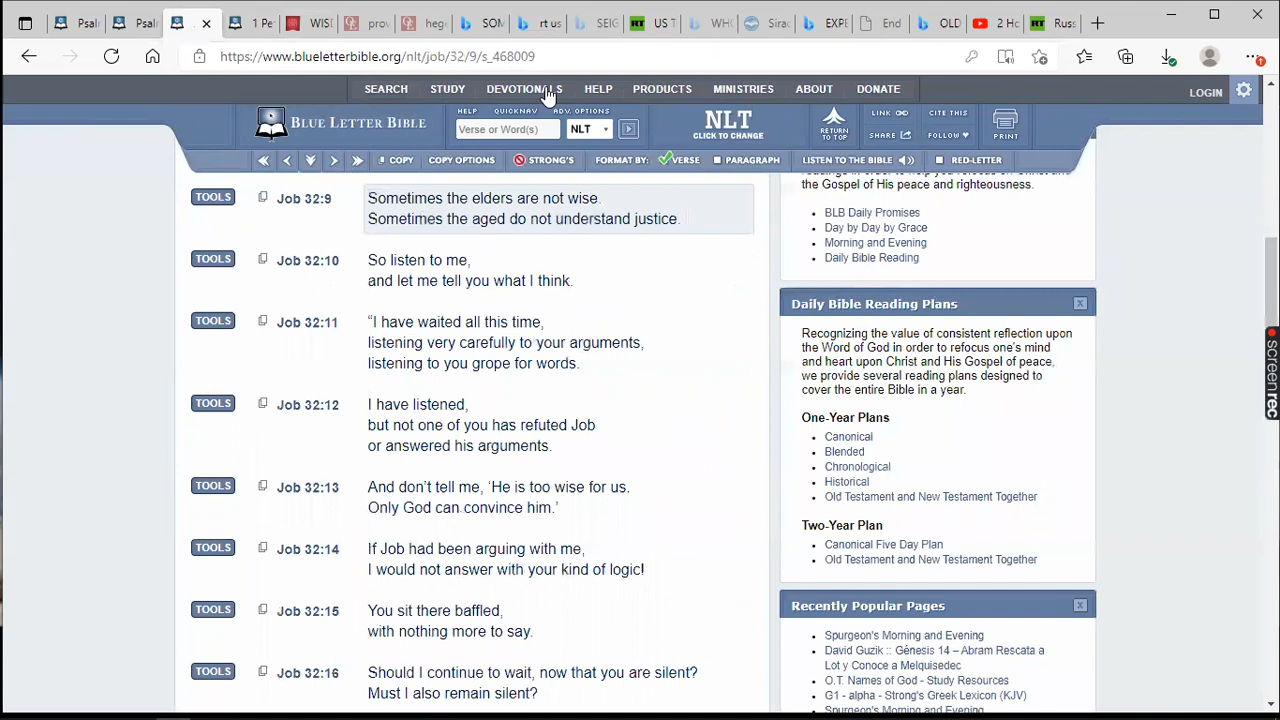 Psalr
Psalr
1 Pe
WISD
prov
hege
SOM
rt us
SEIG
US T
WHO
Sirac
EXPL
End
OLD
2 Ho
Russ
https://www.blueletterbible.org/nlt/job/32/9/s_468009
SEARCH STUDY DEVOTIONALS HELP PRODUCTS MINISTRIES ABOUT DONATE LOGIN
BLUE LETTER BIBLE
HELP QUICKNAV ADV. OPTIONS
Verse or Word(s) NLT
NLT
CLICK TO CHANGE
RETURN
TO TOP
LINK CITE THIS
SHARE FOLLOW
PRINT
COPY COPY OPTIONS STRONG'S FORMAT BY: VERSE PARAGRAPH LISTEN TO THE BIBLE RED-LETTER
TOOLS Job 32:9 Sometimes the elders are not wise.
Sometimes the aged do not understand justice.
TOOLS Job 32:10 So listen to me,
and let me tell you what I think.
TOOLS Job 32:11 “I have waited all this time,
listening very carefully to your arguments,
listening to you grope for words.
TOOLS Job 32:12 I have listened,
but not one of you has refuted Job
or answered his arguments.
TOOLS Job 32:13 And don’t tell me, ‘He is too wise for us.
Only God can convince him.’
TOOLS Job 32:14 If Job had been arguing with me,
I would not answer with your kind of logic!
TOOLS Job 32:15 You sit there baffled,
with nothing more to say.
TOOLS Job 32:16 Should I continue to wait, now that you are silent?
Must I also remain silent?
the Gospel of His peace and righteousness.
BLB Daily Promises
Day by Day by Grace
Morning and Evening
Daily Bible Reading
Daily Bible Reading Plans
Recognizing the value of consistent reflection upon
the Word of God in order to refocus one's mind
and heart upon Christ and His Gospel of peace,
we provide several reading plans designed to
cover the entire Bible in a year.
One-Year Plans
Canonical
Blended
Chronological
Historical
Old Testament and New Testament Together
Two-Year Plan
Canonical Five Day Plan
Old Testament and New Testament Together
Recently Popular Pages
Spurgeon's Morning and Evening
David Guzik :: Génesis 14 – Abram Rescata a
Lot y Conoce a Melquisedec
O.T. Names of God - Study Resources
G1 - alpha - Strong's Greek Lexicon (KJV)
Spurgeon's Morning and Evening
screenrec